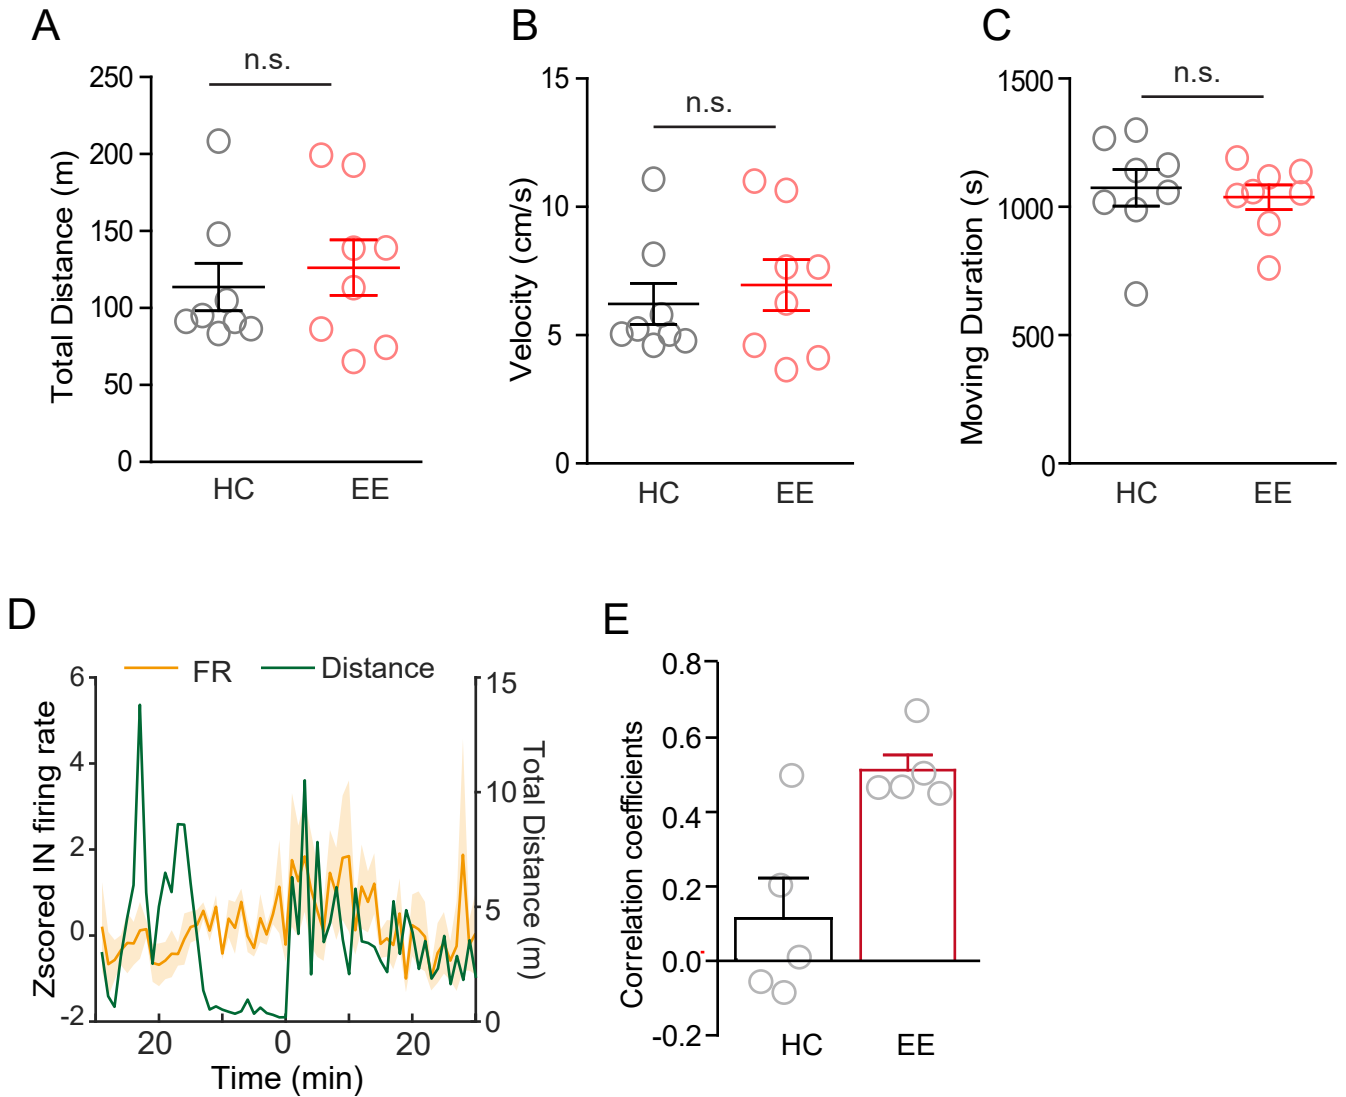 A
B
C
n.s.
n.s.
n.s.
250
200
150
100
50
0
Total Distance (m)
HC
EE
15
10
5
0
Velocity (cm/s)
HC
EE
1500
1000
500
0
Moving Duration (s)
HC
EE
D
FR
Distance
6
4
2
0
-2
Zscored IN firing rate
15
10
5
0
Total Distance (m)
20
0
20
Time (min)
E
0.8
0.6
0.4
0.2
0.0
-0.2
Correlation coefficients
HC
EE